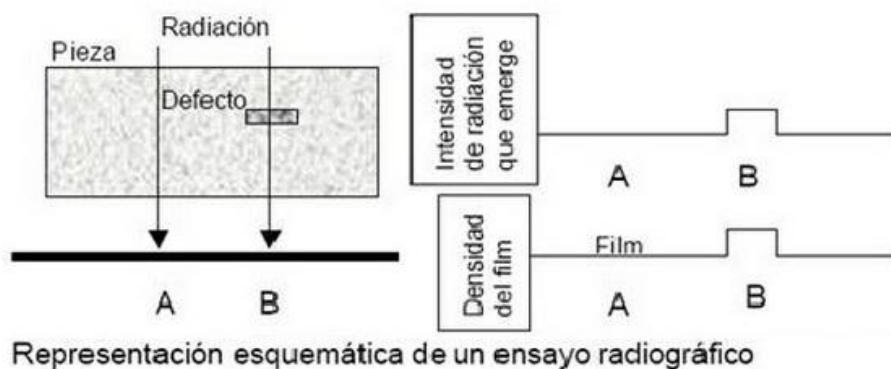 Radiación
Pieza
Defecto
A B
Intensidad
de radiación
que emerge
A B
Densidad
del film
Film
A B
Representación esquemática de un ensayo radiográfico